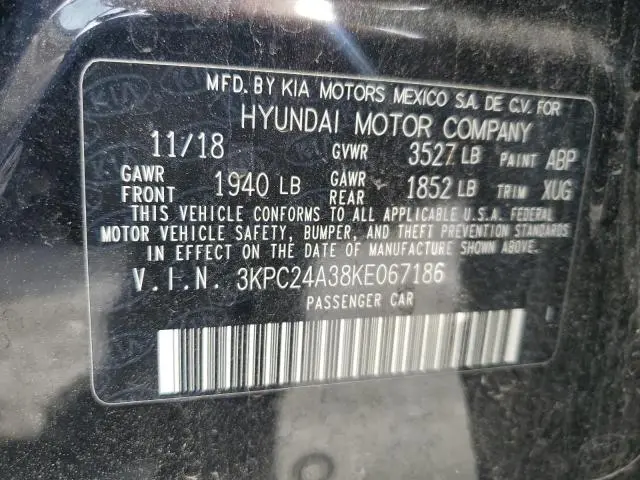 MFD. BY KIA MOTORS MEXICO S.A. DE C.V. FOR
HYUNDAI MOTOR COMPANY
11/18 GVWR 3527 LB PAINT ABP
GAWR FRONT 1940 LB GAWR REAR 1852 LB TRIM XUG
THIS VEHICLE CONFORMS TO ALL APPLICABLE U.S.A. FEDERAL
MOTOR VEHICLE SAFETY, BUMPER, AND THEFT PREVENTION STANDARDS
IN EFFECT ON THE DATE OF MANUFACTURE SHOWN ABOVE.
V.I.N. 3KPC24A38KE067186
PASSENGER CAR